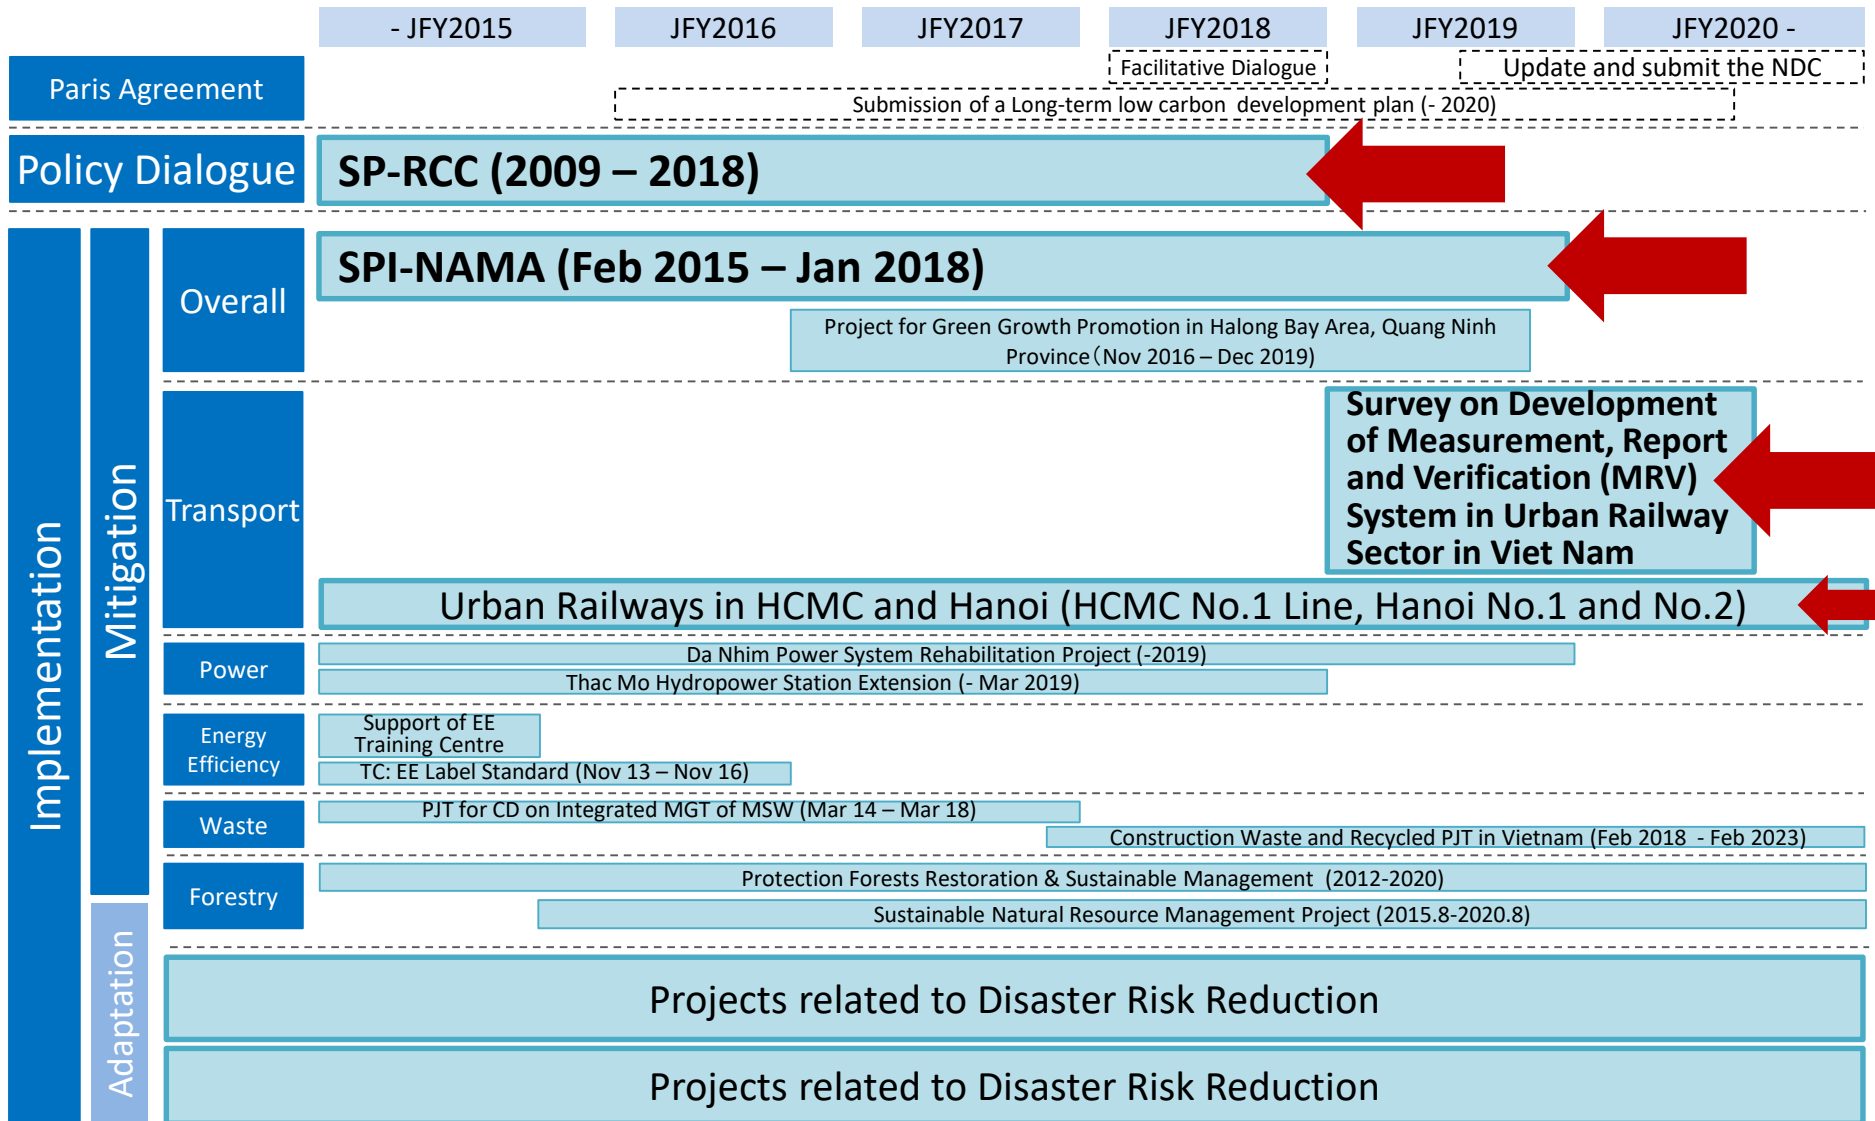 - JFY2015
JFY2016
JFY2017
JFY2018
JFY2019
JFY2020 -
Paris Agreement
Facilitative Dialogue
Update and submit the NDC
Submission of a Long-term low carbon development plan (- 2020)
Policy Dialogue
SP-RCC (2009 – 2018)
Implementation
Mitigation
Overall
SPI-NAMA (Feb 2015 – Jan 2018)
Project for Green Growth Promotion in Halong Bay Area, Quang Ninh
Province（Nov 2016 – Dec 2019)
Transport
Survey on Development
of Measurement, Report
and Verification (MRV)
System in Urban Railway
Sector in Viet Nam
Urban Railways in HCMC and Hanoi (HCMC No.1 Line, Hanoi No.1 and No.2)
Power
Da Nhim Power System Rehabilitation Project (-2019)
Thac Mo Hydropower Station Extension (- Mar 2019)
Energy
Efficiency
Support of EE
Training Centre
TC: EE Label Standard (Nov 13 – Nov 16)
Waste
PJT for CD on Integrated MGT of MSW (Mar 14 – Mar 18)
Construction Waste and Recycled PJT in Vietnam (Feb 2018 - Feb 2023)
Forestry
Protection Forests Restoration & Sustainable Management (2012-2020)
Sustainable Natural Resource Management Project (2015.8-2020.8)
Adaptation
Projects related to Disaster Risk Reduction
Projects related to Disaster Risk Reduction